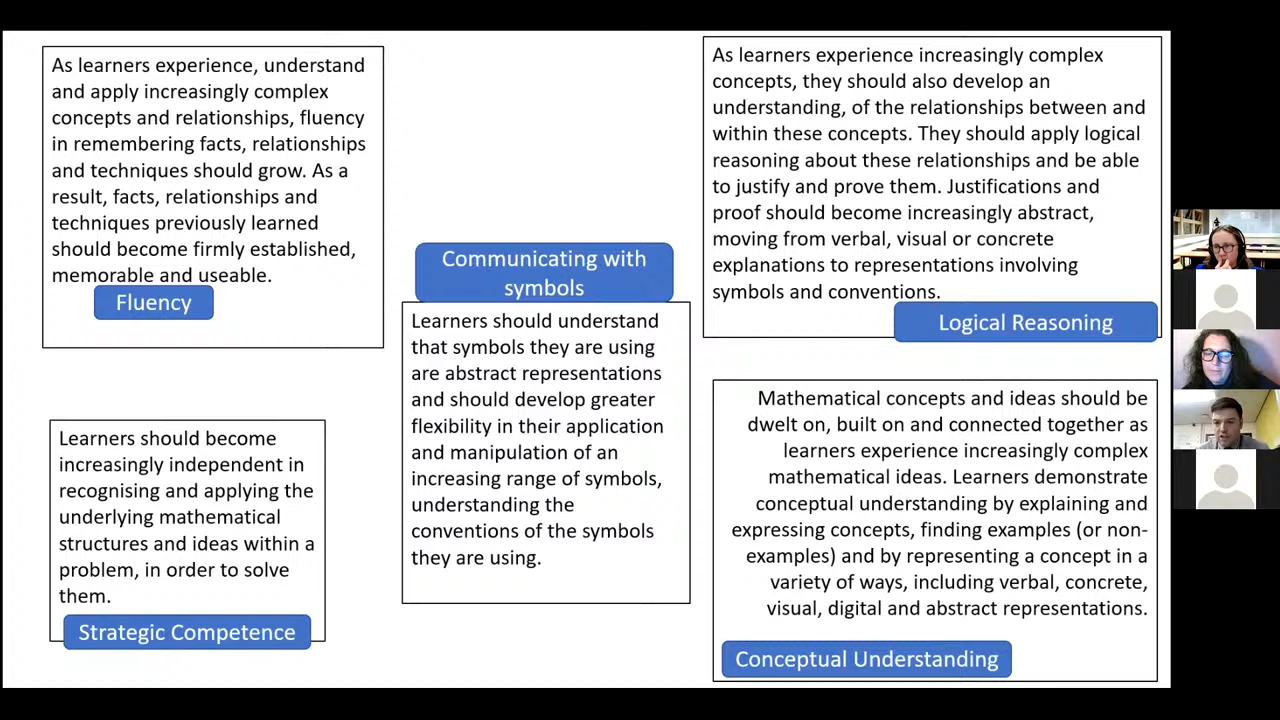 As learners experience, understand
and apply increasingly complex
concepts and relationships, fluency
in remembering facts, relationships
and techniques should grow. As a
result, facts, relationships and
techniques previously learned
should become firmly established,
memorable and useable.
Fluency
Learners should become
increasingly independent in
recognising and applying the
underlying mathematical
structures and ideas within a
problem, in order to solve
them.
Strategic Competence
Communicating with
symbols
Learners should understand
that symbols they are using
are abstract representations
and should develop greater
flexibility in their application
and manipulation of an
increasing range of symbols,
understanding the
conventions of the symbols
they are using.
As learners experience increasingly complex
concepts, they should also develop an
understanding, of the relationships between and
within these concepts. They should apply logical
reasoning about these relationships and be able
to justify and prove them. Justifications and
proof should become increasingly abstract,
moving from verbal, visual or concrete
explanations to representations involving
symbols and conventions.
Logical Reasoning
Mathematical concepts and ideas should be
dwelt on, built on and connected together as
learners experience increasingly complex
mathematical ideas. Learners demonstrate
conceptual understanding by explaining and
expressing concepts, finding examples (or non-
examples) and by representing a concept in a
variety of ways, including verbal, concrete,
visual, digital and abstract representations.
Conceptual Understanding